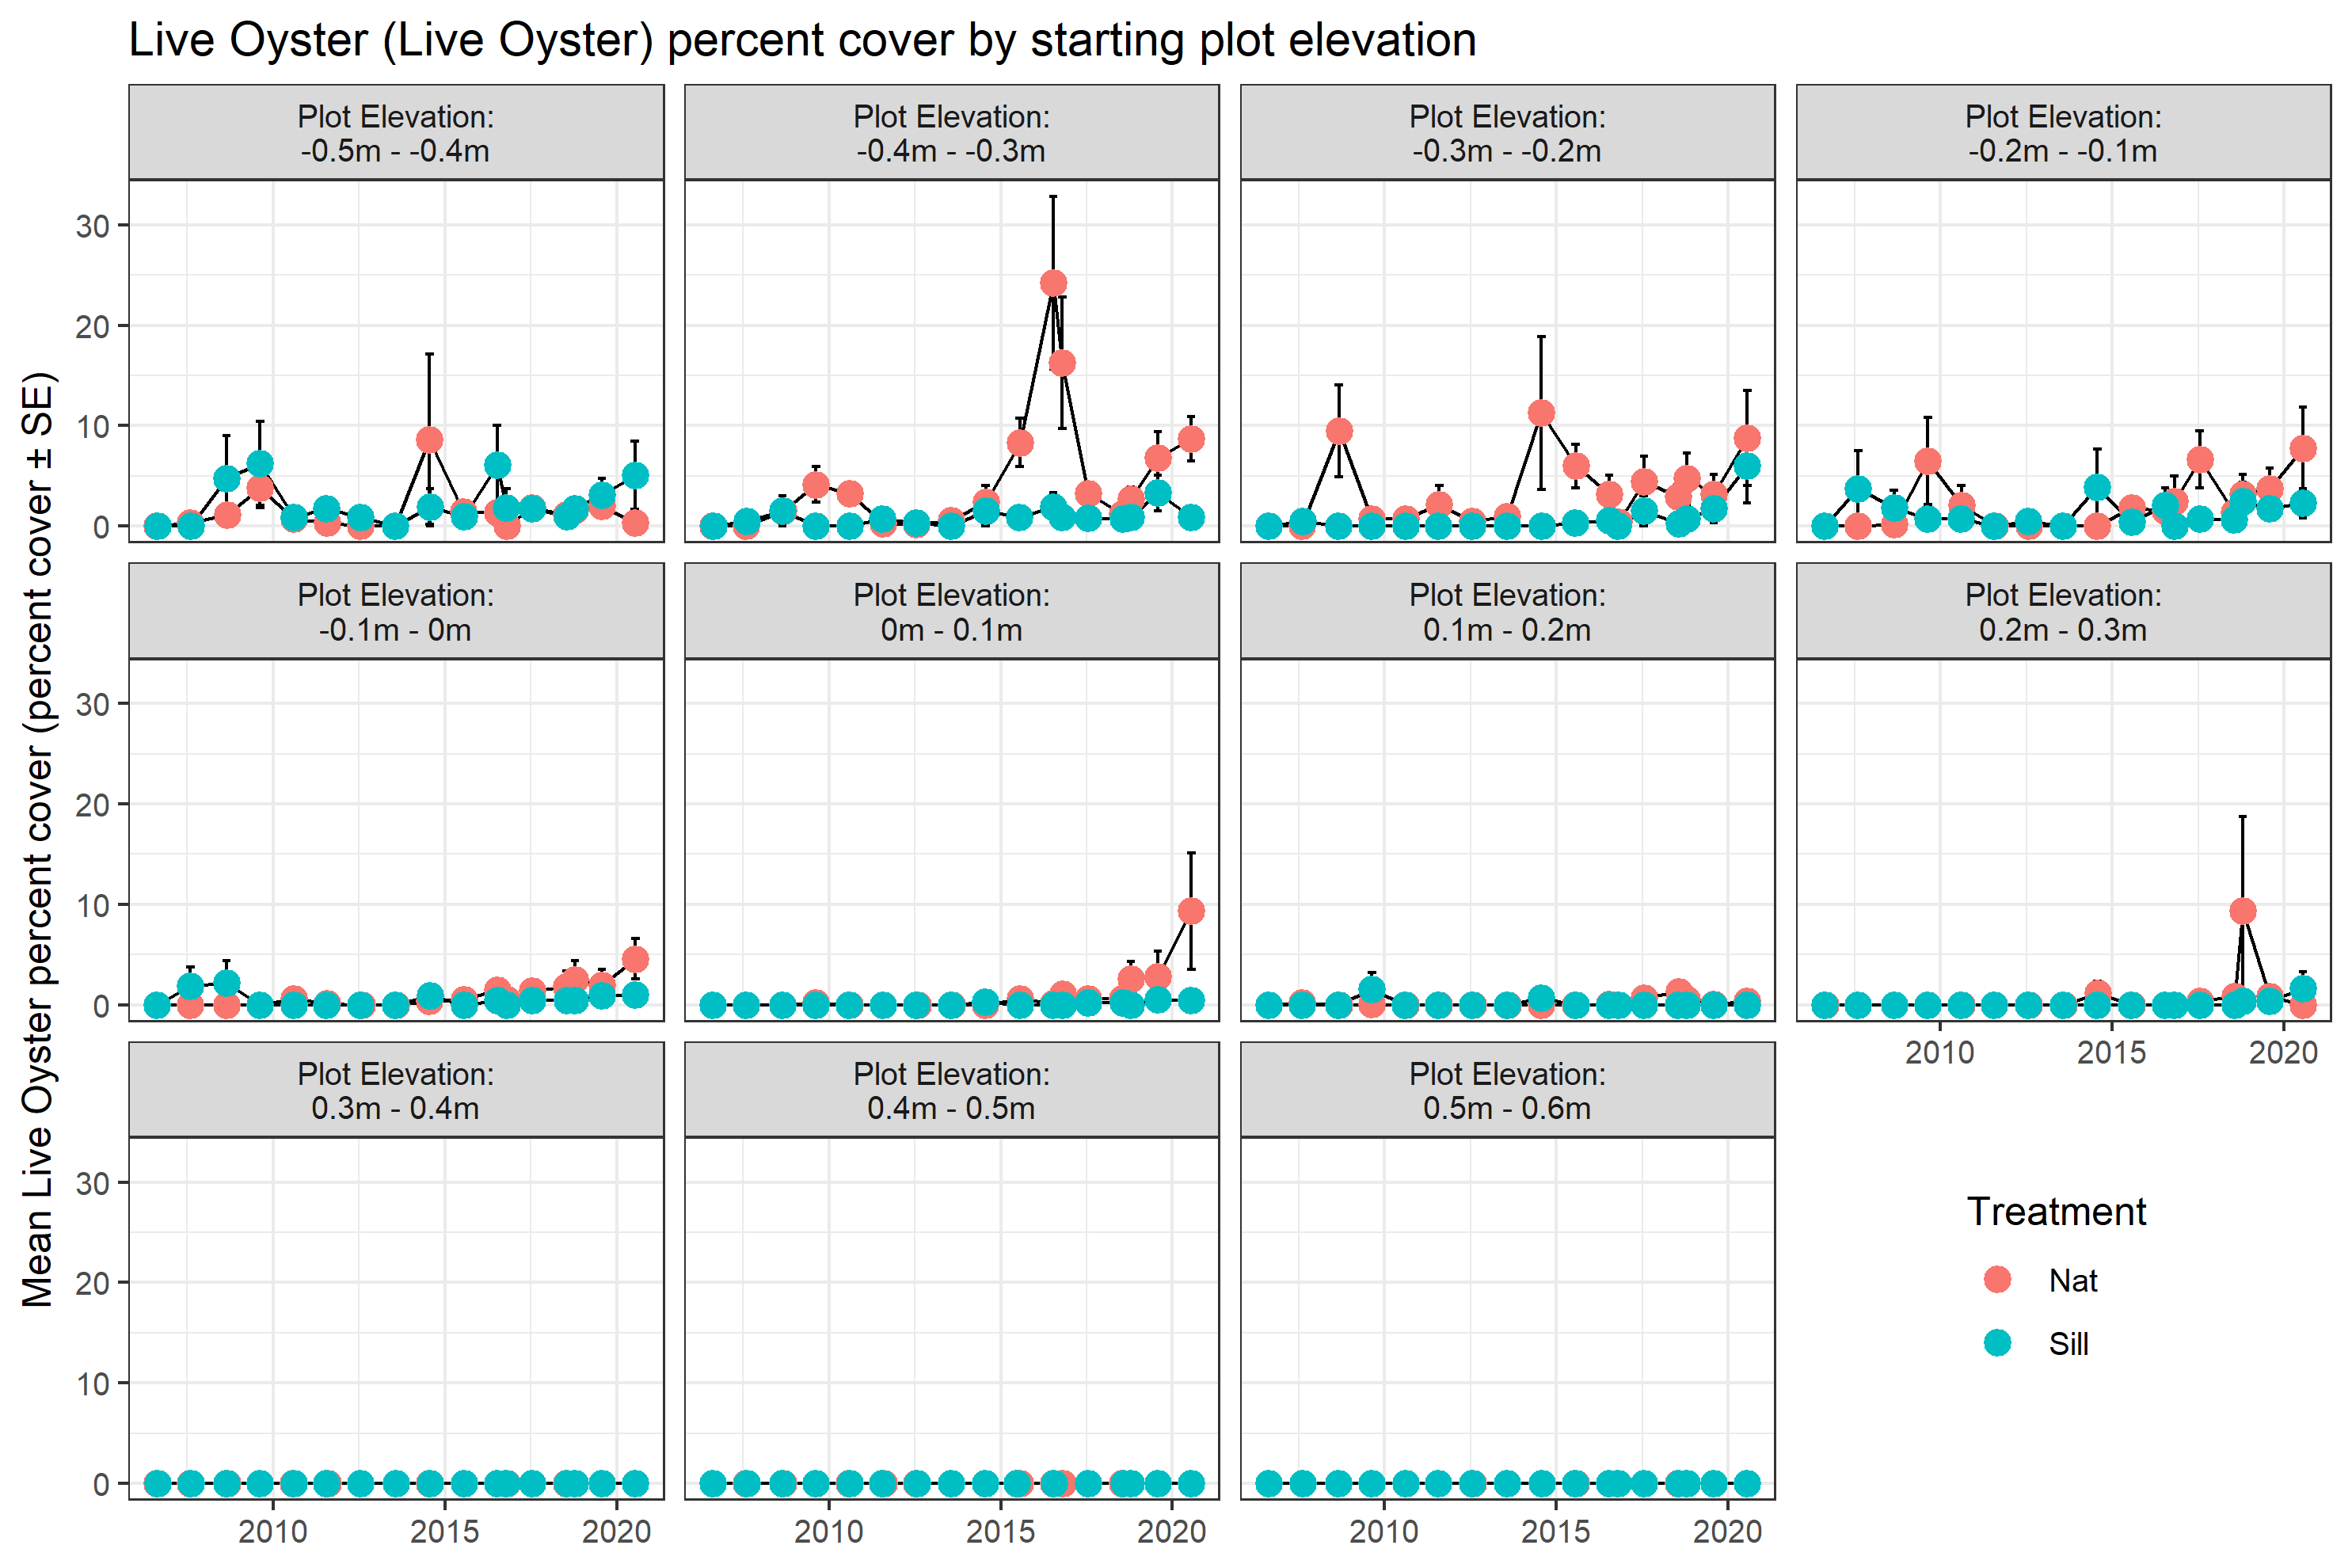 Live Oyster (Live Oyster) percent cover by starting plot elevation
Mean Live Oyster percent cover (percent cover ± SE)
Plot Elevation:
-0.5m - -0.4m
Plot Elevation:
-0.4m - -0.3m
Plot Elevation:
-0.3m - -0.2m
Plot Elevation:
-0.2m - -0.1m
30
20
10
0
Plot Elevation:
-0.1m - 0m
Plot Elevation:
0m - 0.1m
Plot Elevation:
0.1m - 0.2m
Plot Elevation:
0.2m - 0.3m
30
20
10
0
2010 2015 2020
Plot Elevation:
0.3m - 0.4m
Plot Elevation:
0.4m - 0.5m
Plot Elevation:
0.5m - 0.6m
30
20
10
0
2010 2015 2020
2010 2015 2020
2010 2015 2020
Treatment
Nat
Sill